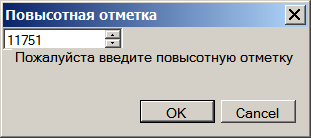 Повысотная отметка
11751
Пожалуйста введите повысотную отметку
OK
Cancel